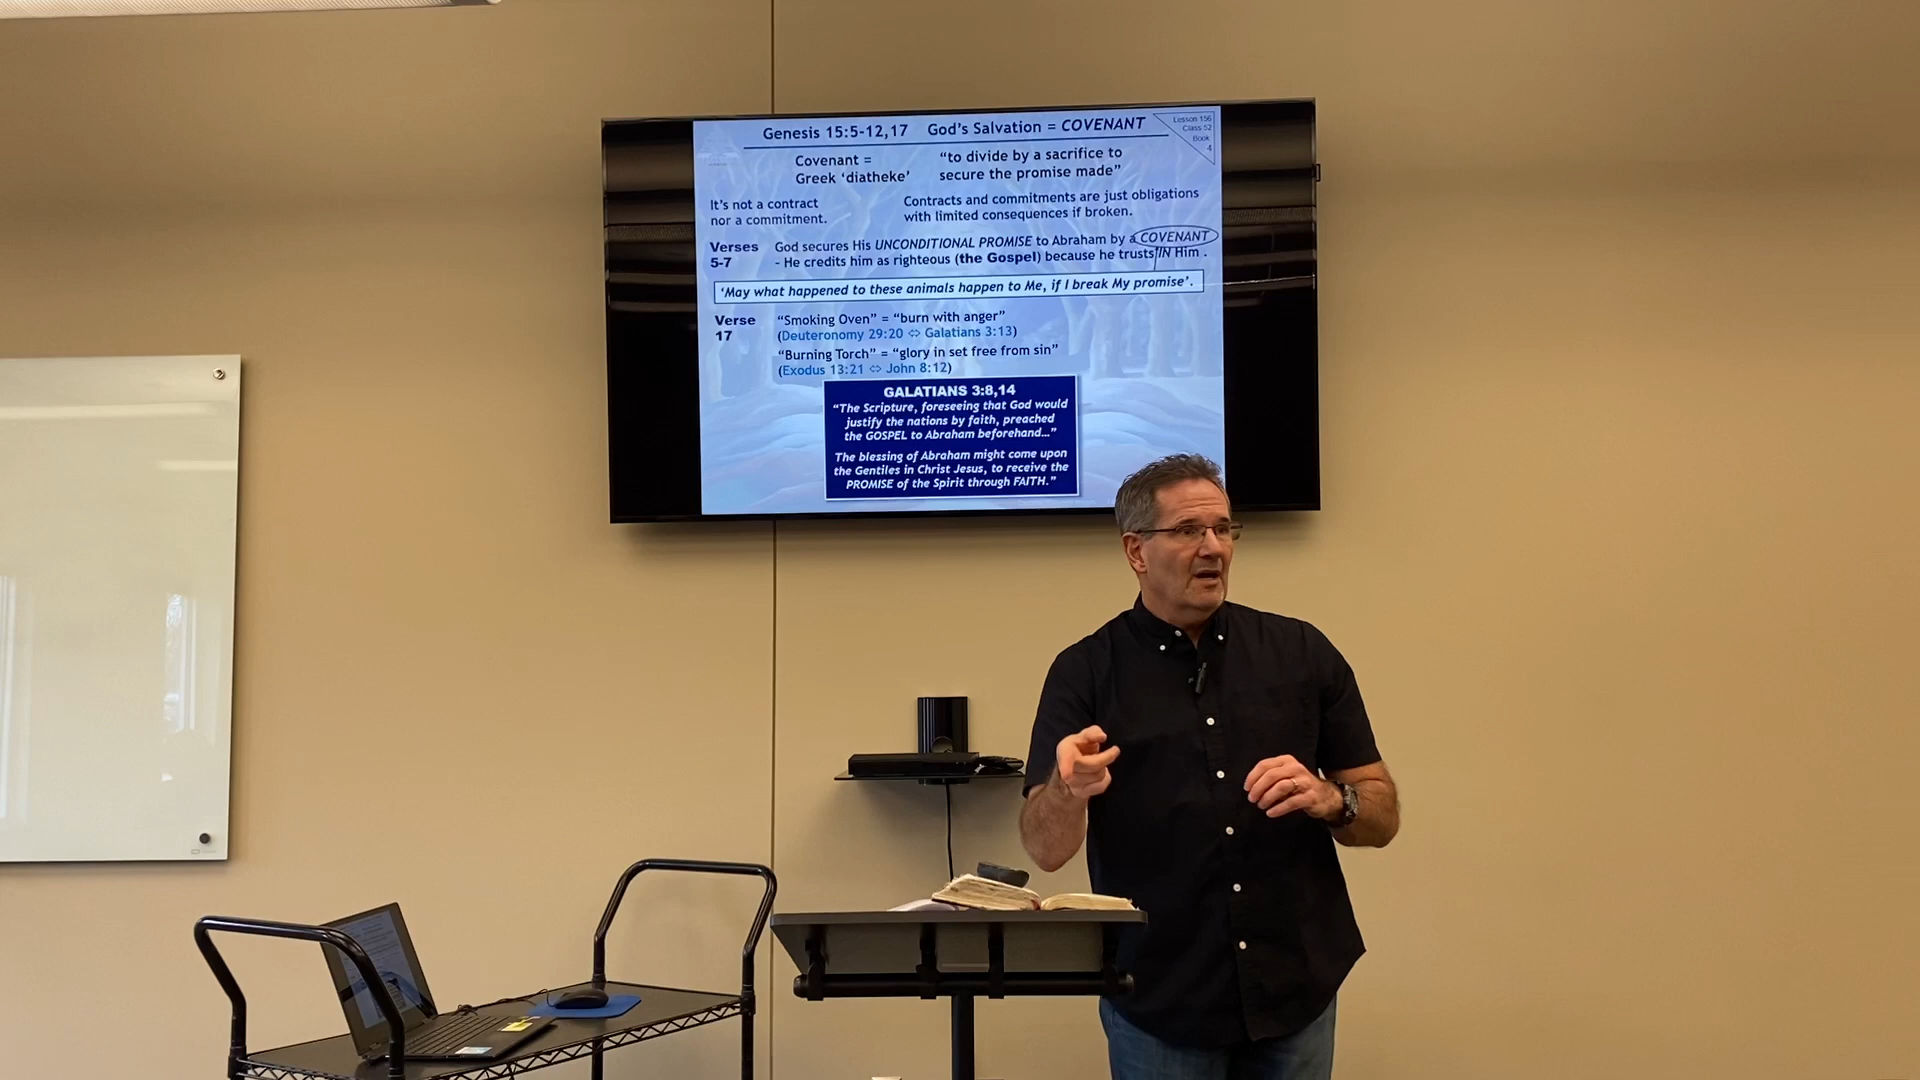 Genesis 15:5-12,17 God's Salvation = COVENANT
Lesson 156
Class 52
Book
4
Covenant = "to divide by a sacrifice to
Greek 'diatheke' secure the promise made"
It's not a contract Contracts and commitments are just obligations
nor a commitment. with limited consequences if broken.
Verses God secures His UNCONDITIONAL PROMISE to Abraham by a COVENANT
5-7 - He credits him as righteous (the Gospel) because he trusts IN Him .
'May what happened to these animals happen to Me, if I break My promise'.
Verse "Smoking Oven" = "burn with anger"
17 (Deuteronomy 29:20 <=> Galatians 3:13)
"Burning Torch" = "glory in set free from sin"
(Exodus 13:21 <=> John 8:12)
GALATIANS 3:8,14
"The Scripture, foreseeing that God would
justify the nations by faith, preached
the GOSPEL to Abraham beforehand..."
The blessing of Abraham might come upon
the Gentiles in Christ Jesus, to receive the
PROMISE of the Spirit through FAITH."